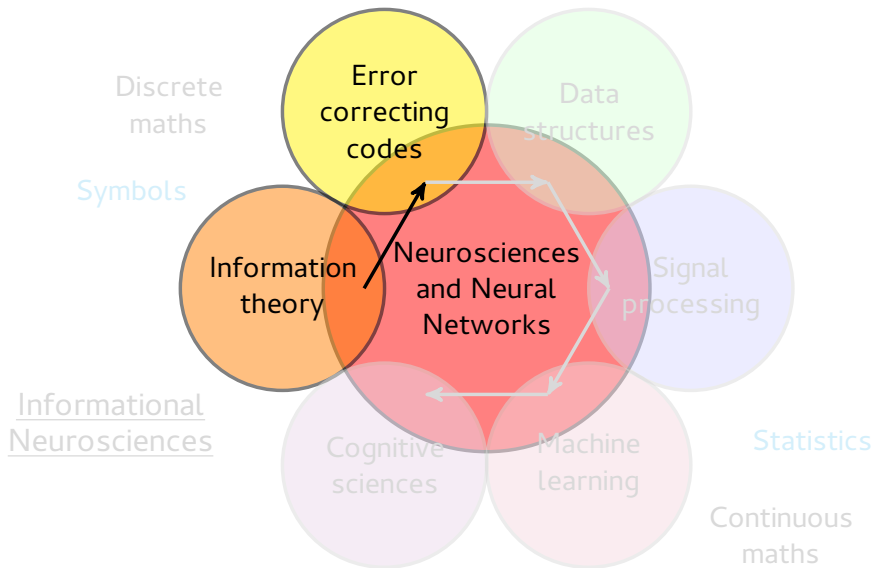 Discrete
maths
Symbols
Error
correcting
codes
Data
structures
Information
theory
Neurosciences
and Neural
Networks
Signal
processing
Informational
Neurosciences
Cognitive
sciences
Machine
learning
Statistics
Continuous
maths